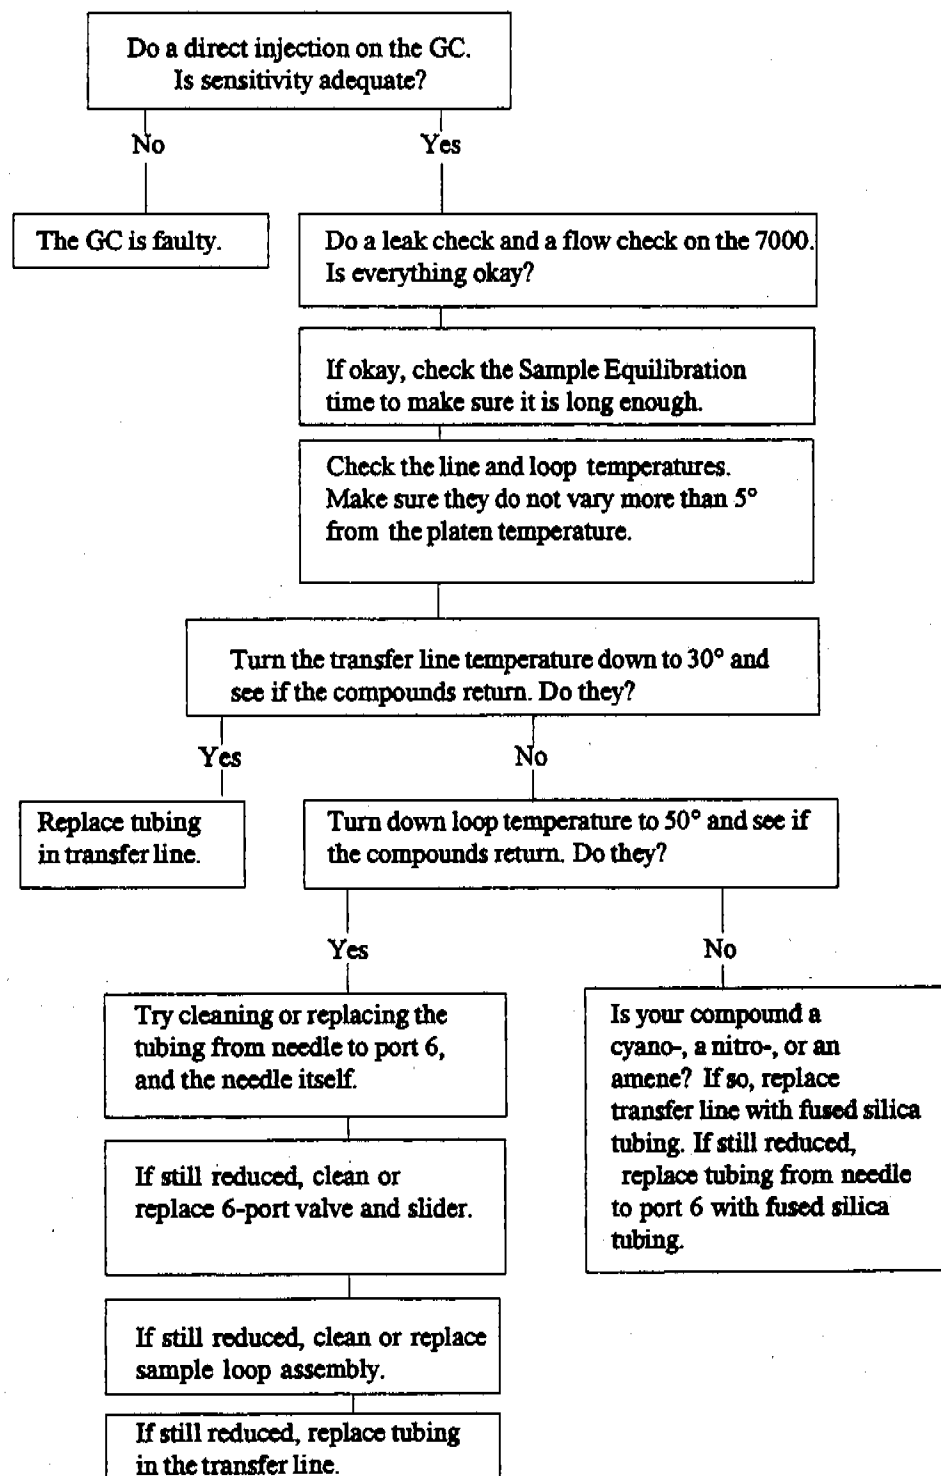 Do a direct injection on the GC.
Is sensitivity adequate?
No
Yes
The GC is faulty.
Do a leak check and a flow check on the 7000.
Is everything okay?
If okay, check the Sample Equilibration
time to make sure it is long enough.
Check the line and loop temperatures.
Make sure they do not vary more than 5°
from the platen temperature.
Turn the transfer line temperature down to 30° and
see if the compounds return. Do they?
Yes
No
Replace tubing
in transfer line.
Turn down loop temperature to 50° and see if
the compounds return. Do they?
Yes
No
Try cleaning or replacing the
tubing from needle to port 6,
and the needle itself.
If still reduced, clean or
replace 6-port valve and slider.
If still reduced, clean or replace
sample loop assembly.
If still reduced, replace tubing
in the transfer line.
Is your compound a
cyano-, a nitro-, or an
amene? If so, replace
transfer line with fused silica
tubing. If still reduced,
replace tubing from needle
to port 6 with fused silica
tubing.